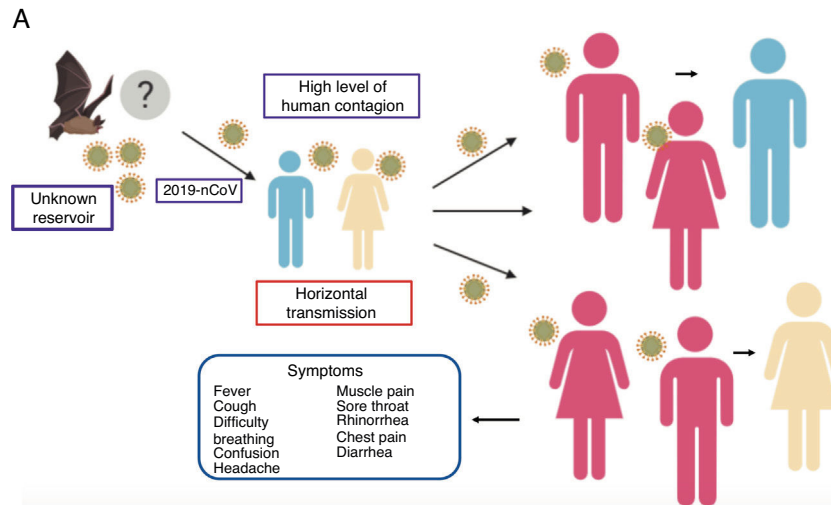 A
?
High level of
human contagion
Unknown
reservoir
2019-nCoV
Horizontal
transmission
Symptoms
Fever
Cough
Difficulty
breathing
Confusion
Headache
Muscle pain
Sore throat
Rhinorrhea
Chest pain
Diarrhea